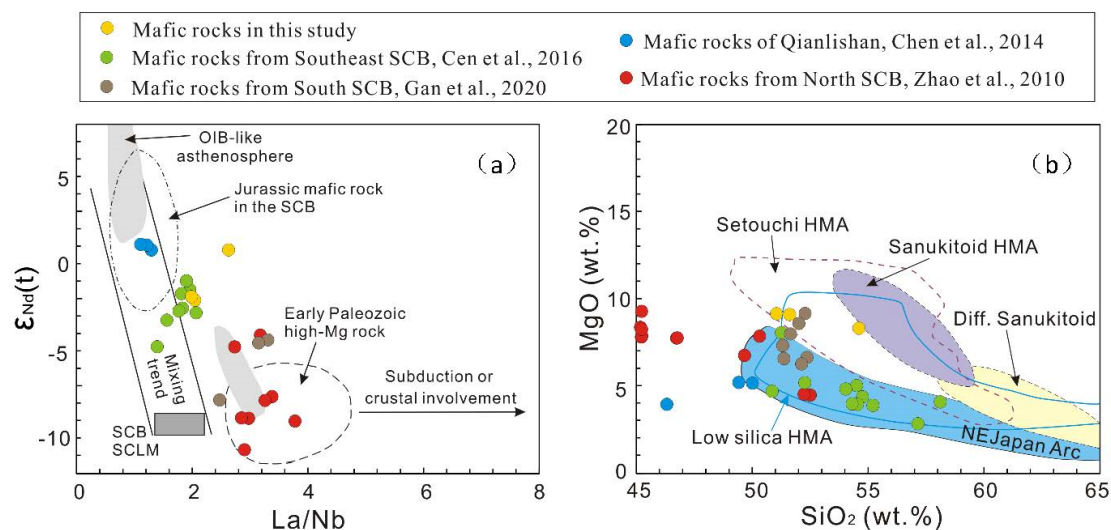 Mafic rocks in this study
Mafic rocks from Southeast SCB, Cen et al., 2016
Mafic rocks from South SCB, Gan et al., 2020
Mafic rocks of Qianlishan, Chen et al., 2014
Mafic rocks from North SCB, Zhao et al., 2010
(a)
OIB-like
asthenosphere
Jurassic mafic rock
in the SCB
Early Paleozoic
high-Mg rock
Subduction or
crustal involvement
Mixing
trend
SCB
SCLM
5
0
-5
-10
εNd(t)
0
2
4
6
8
La/Nb
(b)
Setouchi HMA
Sanukitoid HMA
Diff. Sanukitoid
Low silica HMA
NEJapan Arc
20
15
10
5
0
MgO (wt.%)
45
50
55
60
65
SiO₂ (wt.%)